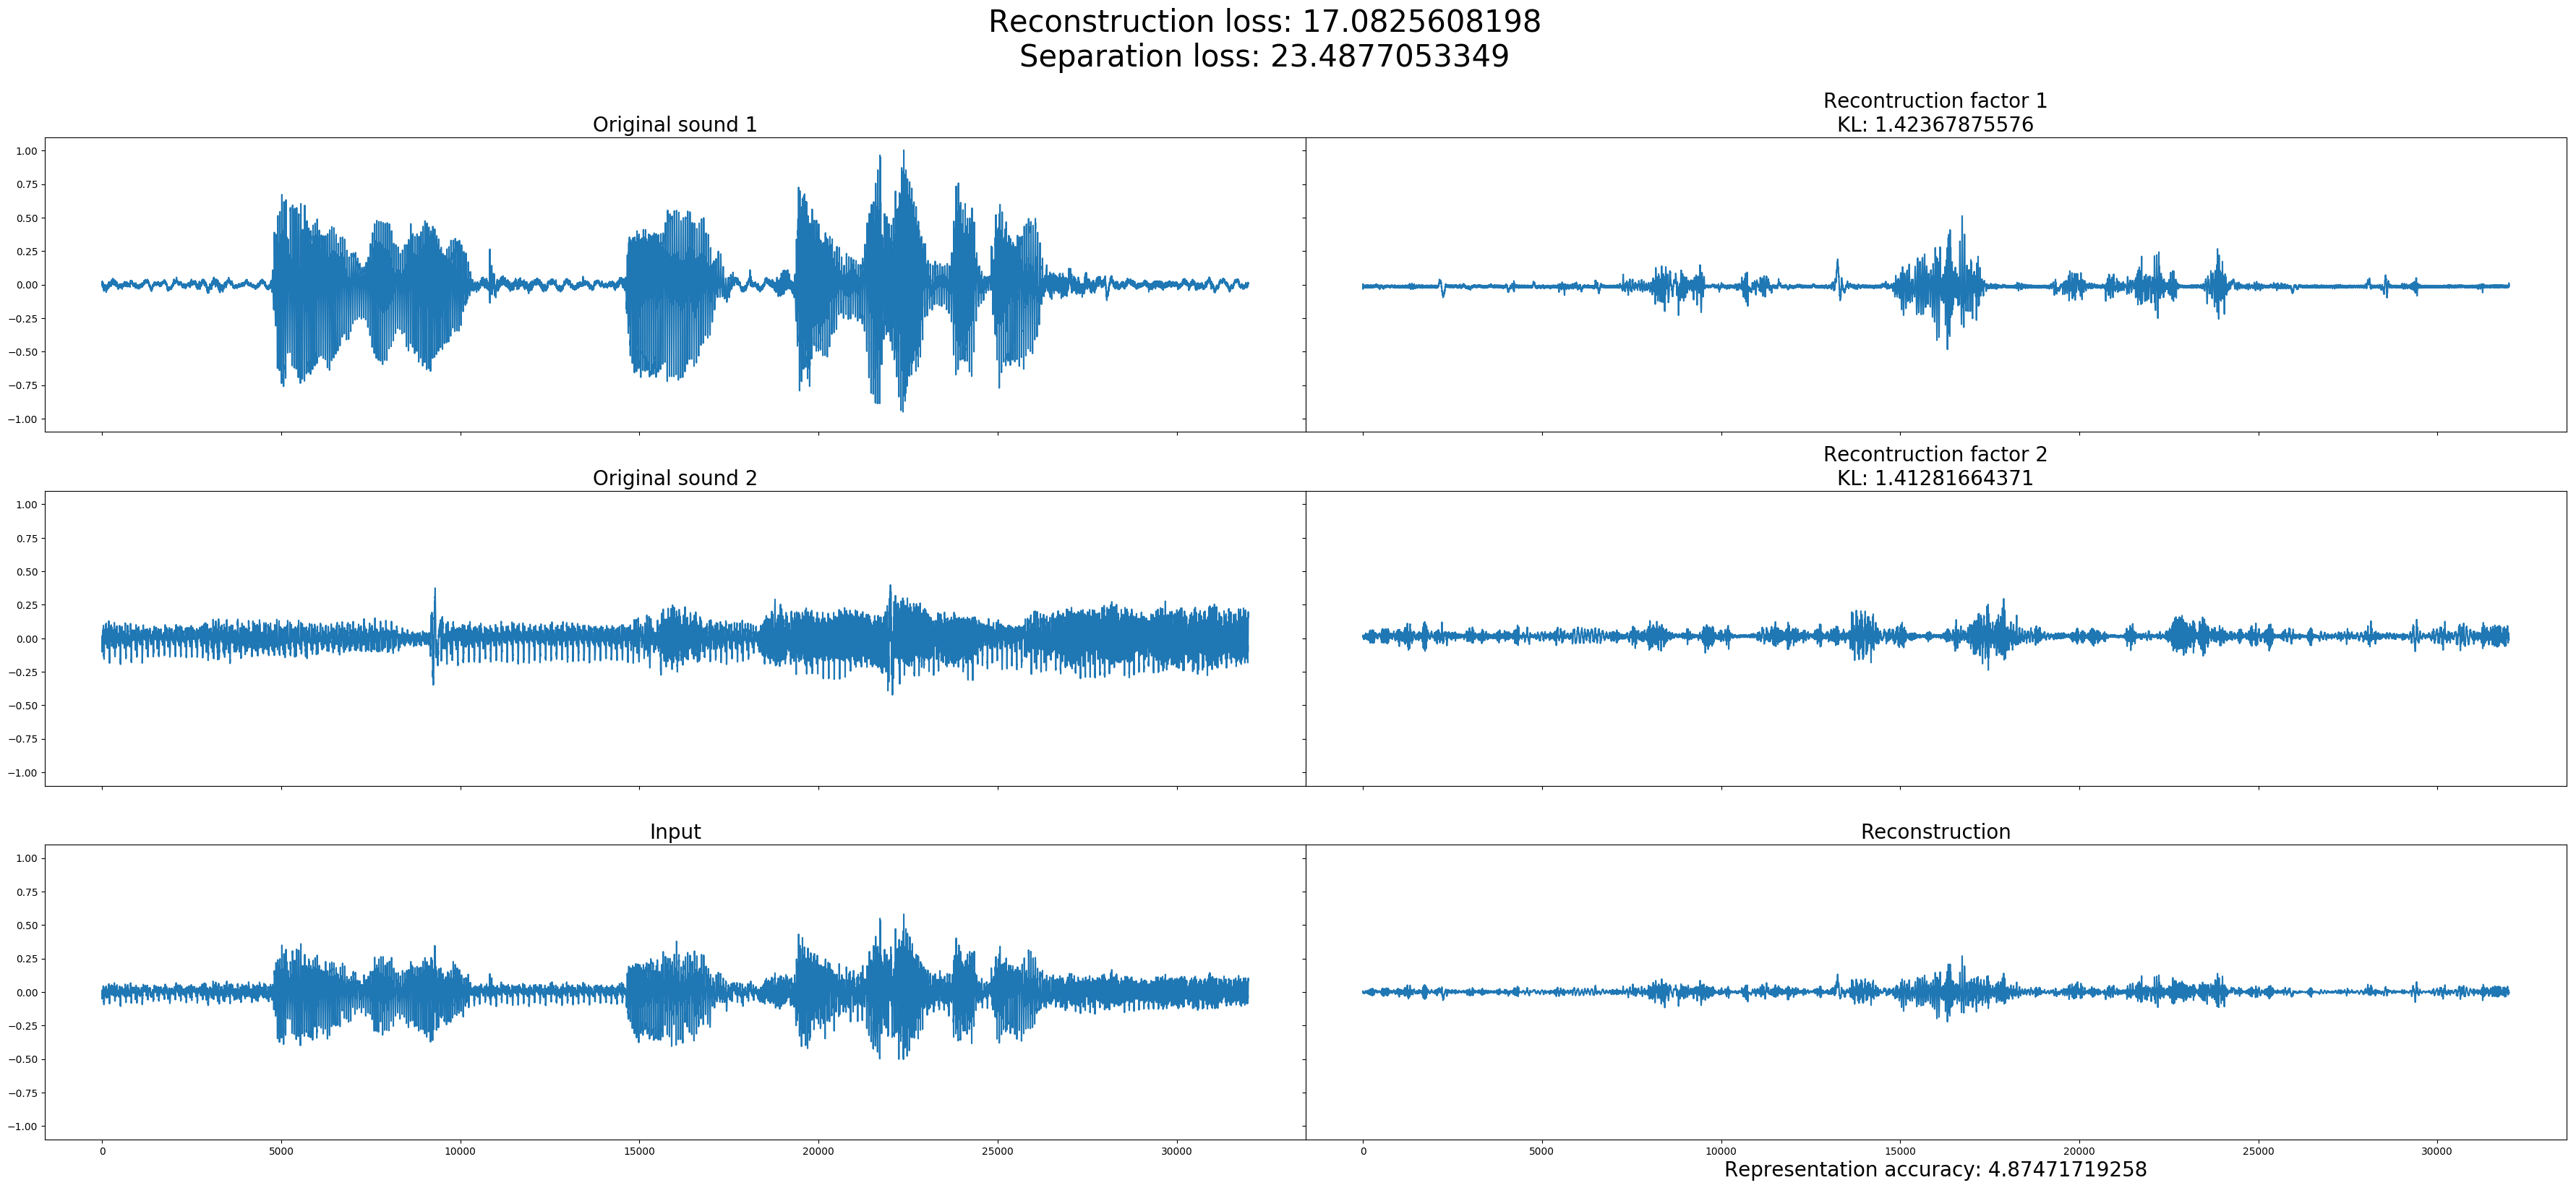 Reconstruction loss: 17.0825608198
Separation loss: 23.4877053349
Original sound 1
Recontruction factor 1
KL: 1.42367875576
1.00
0.75
0.50
0.25
0.00
−0.25
−0.50
−0.75
−1.00
Original sound 2
Recontruction factor 2
KL: 1.41281664371
1.00
0.75
0.50
0.25
0.00
−0.25
−0.50
−0.75
−1.00
Input
Reconstruction
1.00
0.75
0.50
0.25
0.00
−0.25
−0.50
−0.75
−1.00
0 5000 10000 15000 20000 25000 30000
0 5000 10000 15000 20000 25000 30000
Representation accuracy: 4.87471719258